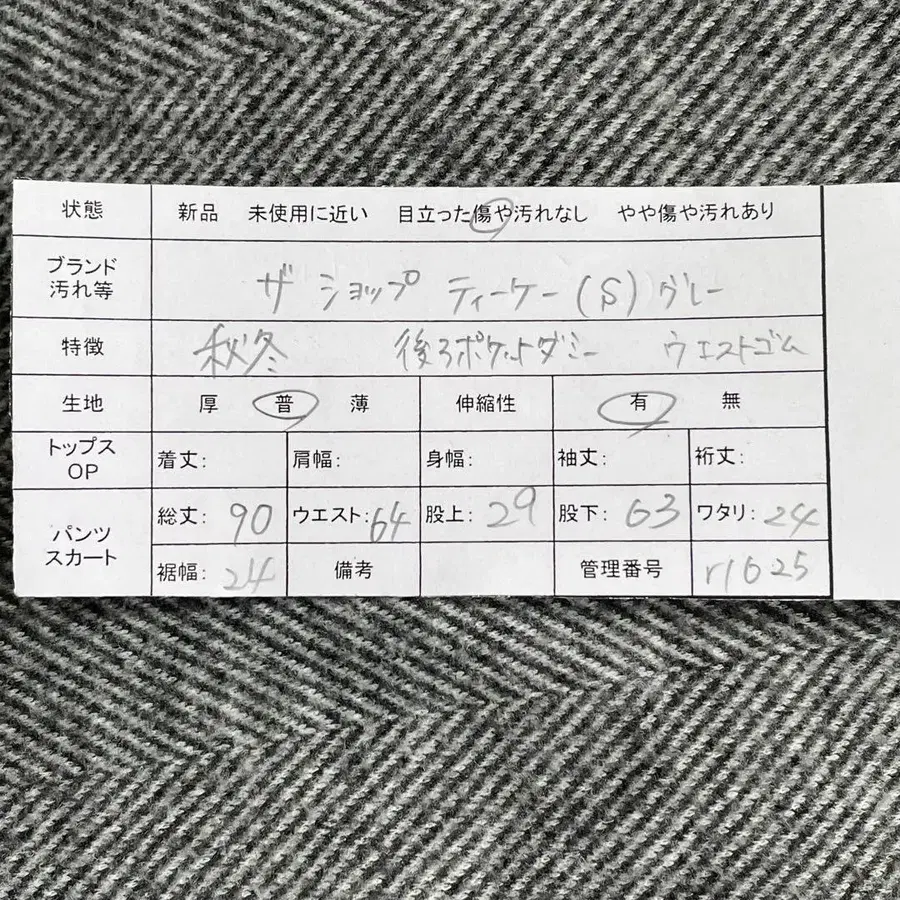 状態 新品 未使用に近い 目立った傷や汚れなし やや傷や汚れあり
ブランド
汚れ等 ザ ショップ ティーケー(S)グレー
特徴 秋冬 後ろポケットダミー ウエストゴム
生地 厚 普 薄 伸縮性 有 無
トップス
OP 着丈: 肩幅: 身幅: 袖丈: 裄丈:
パンツ
スカート 総丈: 90 ウエスト: 64 股上: 29 股下: 63 ワタリ: 24
裾幅: 24 備考 管理番号 r1625